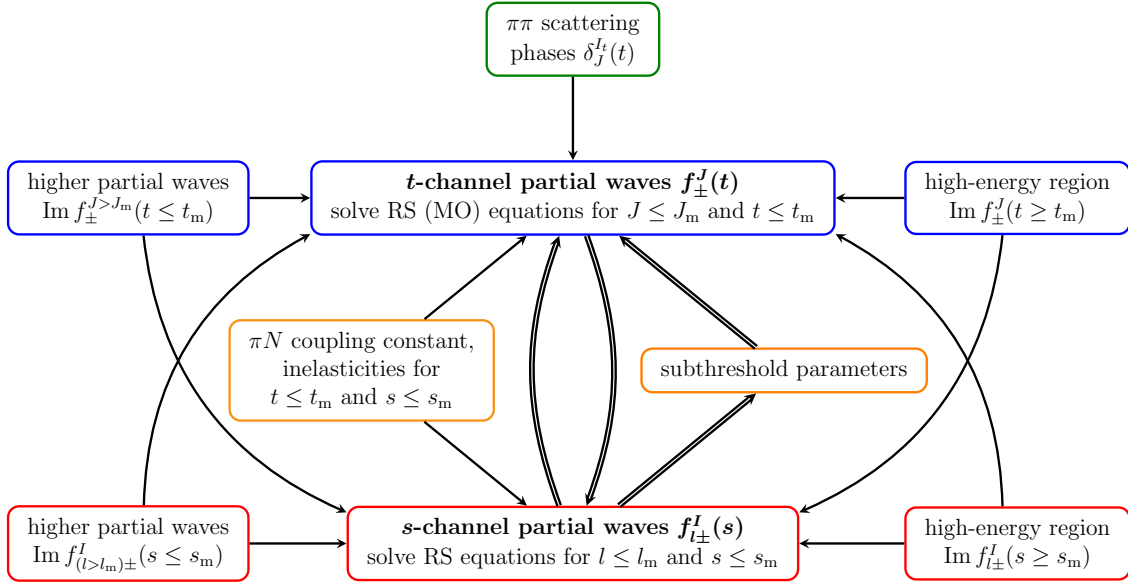 ππ scattering
phases δ_J^{I_t}(t)
higher partial waves
Im f_±^{J>J_m}(t ≤ t_m)
t-channel partial waves f_±^J(t)
solve RS (MO) equations for J ≤ J_m and t ≤ t_m
high-energy region
Im f_±^J(t ≥ t_m)
πN coupling constant,
inelasticities for
t ≤ t_m and s ≤ s_m
subthreshold parameters
higher partial waves
Im f_{(l>l_m)±}^I(s ≤ s_m)
s-channel partial waves f_{l±}^I(s)
solve RS equations for l ≤ l_m and s ≤ s_m
high-energy region
Im f_{l±}^I(s ≥ s_m)